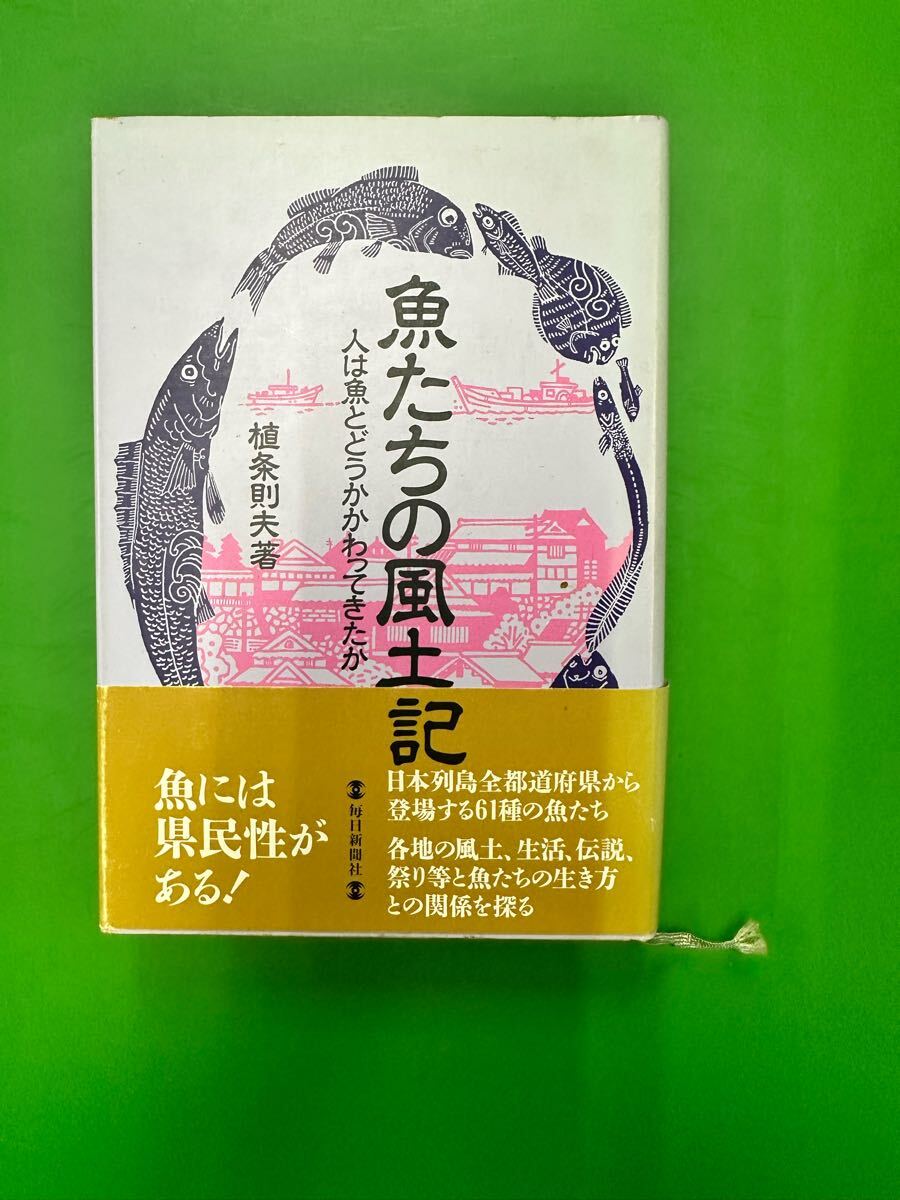 魚たちの風土記
人は魚とどうかかわってきたか
植条則夫著
魚には
県民性が
ある!
毎日新聞社
日本列島全都道府県から
登場する61種の魚たち
各地の風土、生活、伝説、
祭り等と魚たちの生き方
との関係を探る